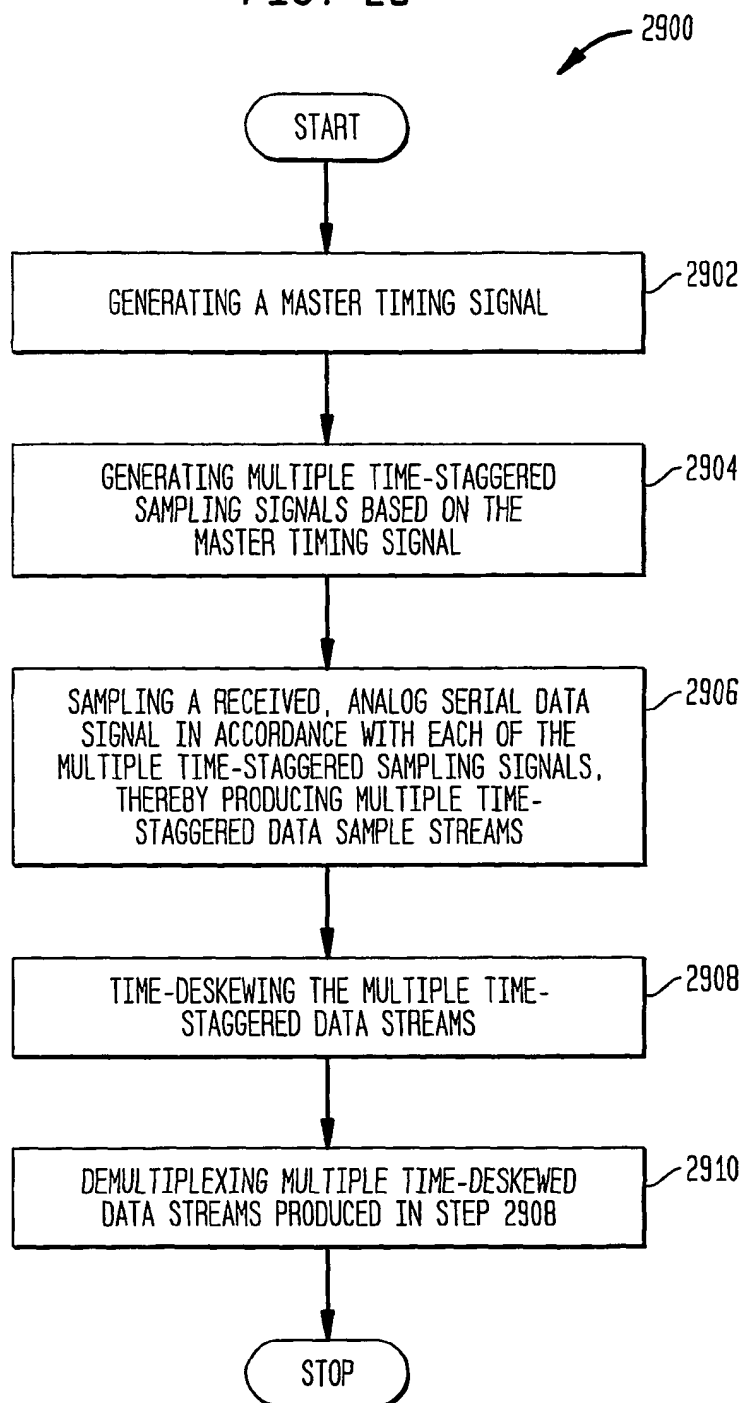 2900
START
GENERATING A MASTER TIMING SIGNAL
2902
GENERATING MULTIPLE TIME-STAGGERED
SAMPLING SIGNALS BASED ON THE
MASTER TIMING SIGNAL
2904
SAMPLING A RECEIVED, ANALOG SERIAL DATA
SIGNAL IN ACCORDANCE WITH EACH OF THE
MULTIPLE TIME-STAGGERED SAMPLING SIGNALS,
THEREBY PRODUCING MULTIPLE TIME-
STAGGERED DATA SAMPLE STREAMS
2906
TIME-DESKEWING THE MULTIPLE TIME-
STAGGERED DATA STREAMS
2908
DEMULTIPLEXING MULTIPLE TIME-DESKEWED
DATA STREAMS PRODUCED IN STEP 2908
2910
STOP